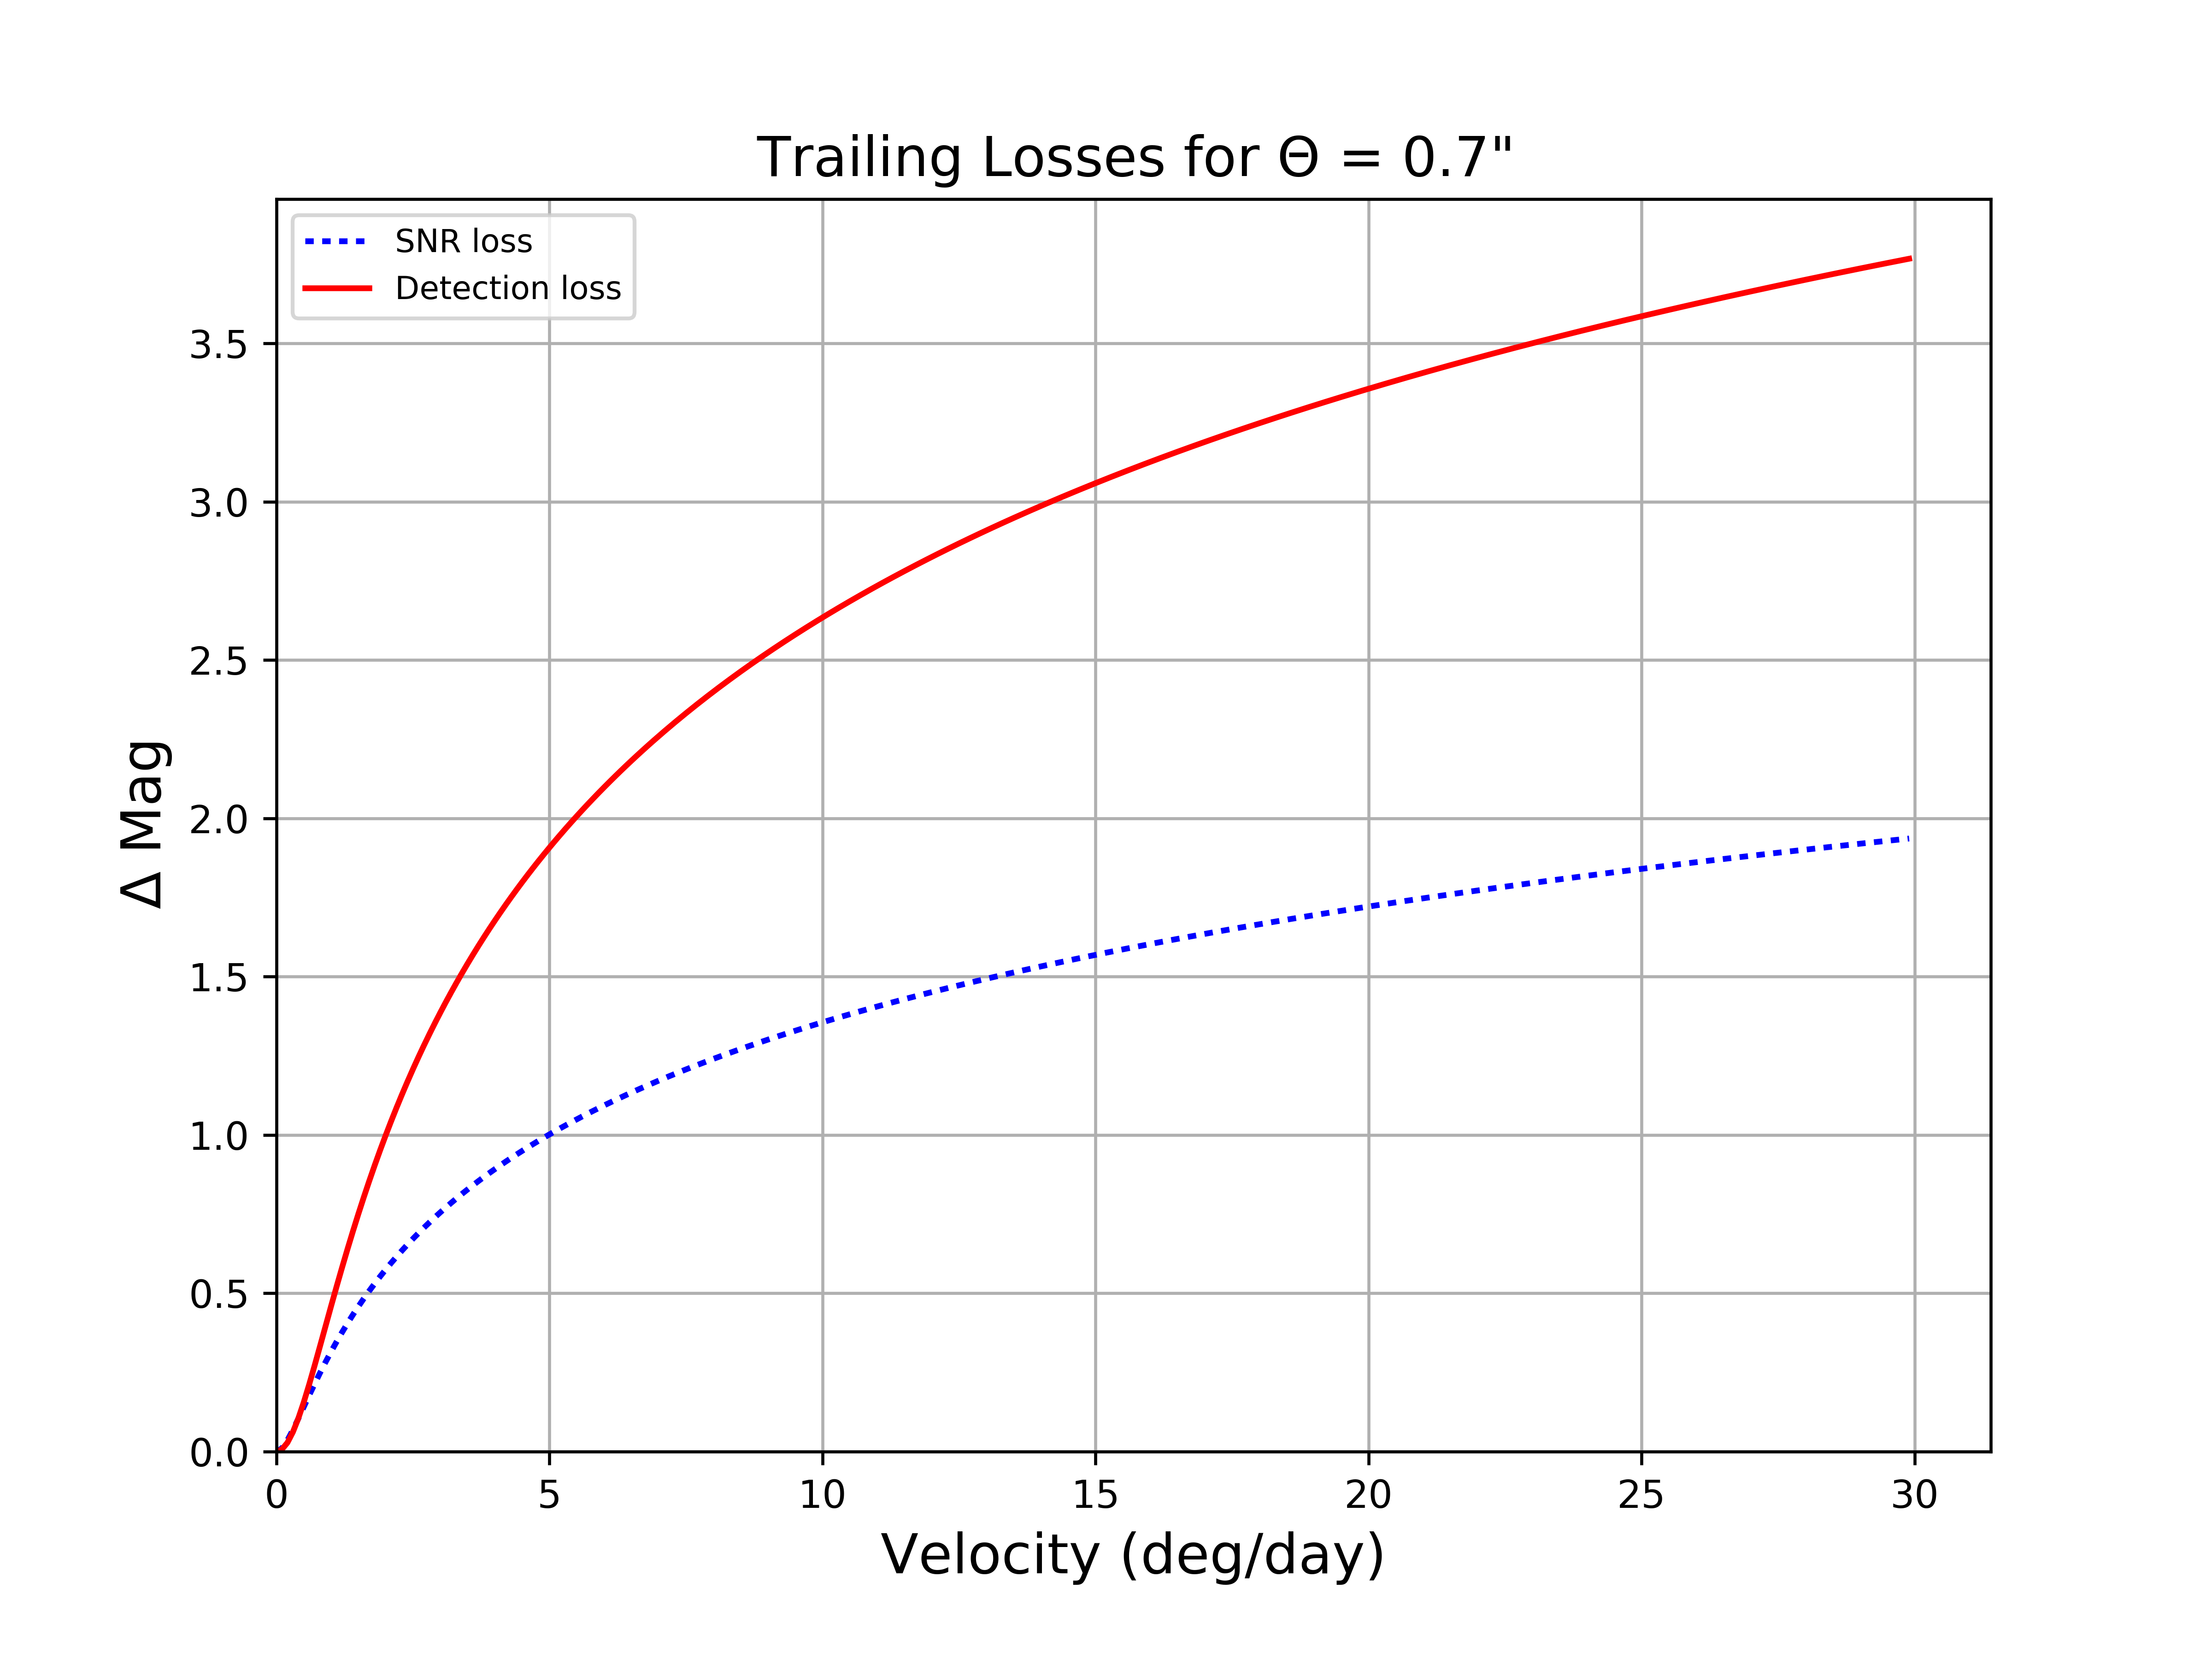 Trailing Losses for Θ = 0.7"
SNR loss
Detection loss
3.5
3.0
2.5
2.0
1.5
1.0
0.5
0.0
Δ Mag
0 5 10 15 20 25 30
Velocity (deg/day)